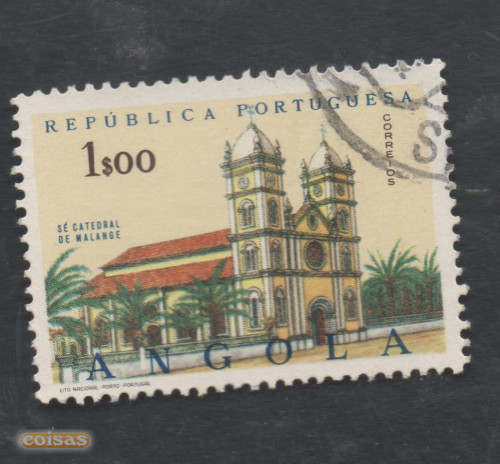 REPÚBLICA PORTUGUESA
1$00
CORREIOS
SÉ CATEDRAL
DE MALANGE
ANGOLA
LITO NACIONAL-PORTO-PORTUGAL
coisas